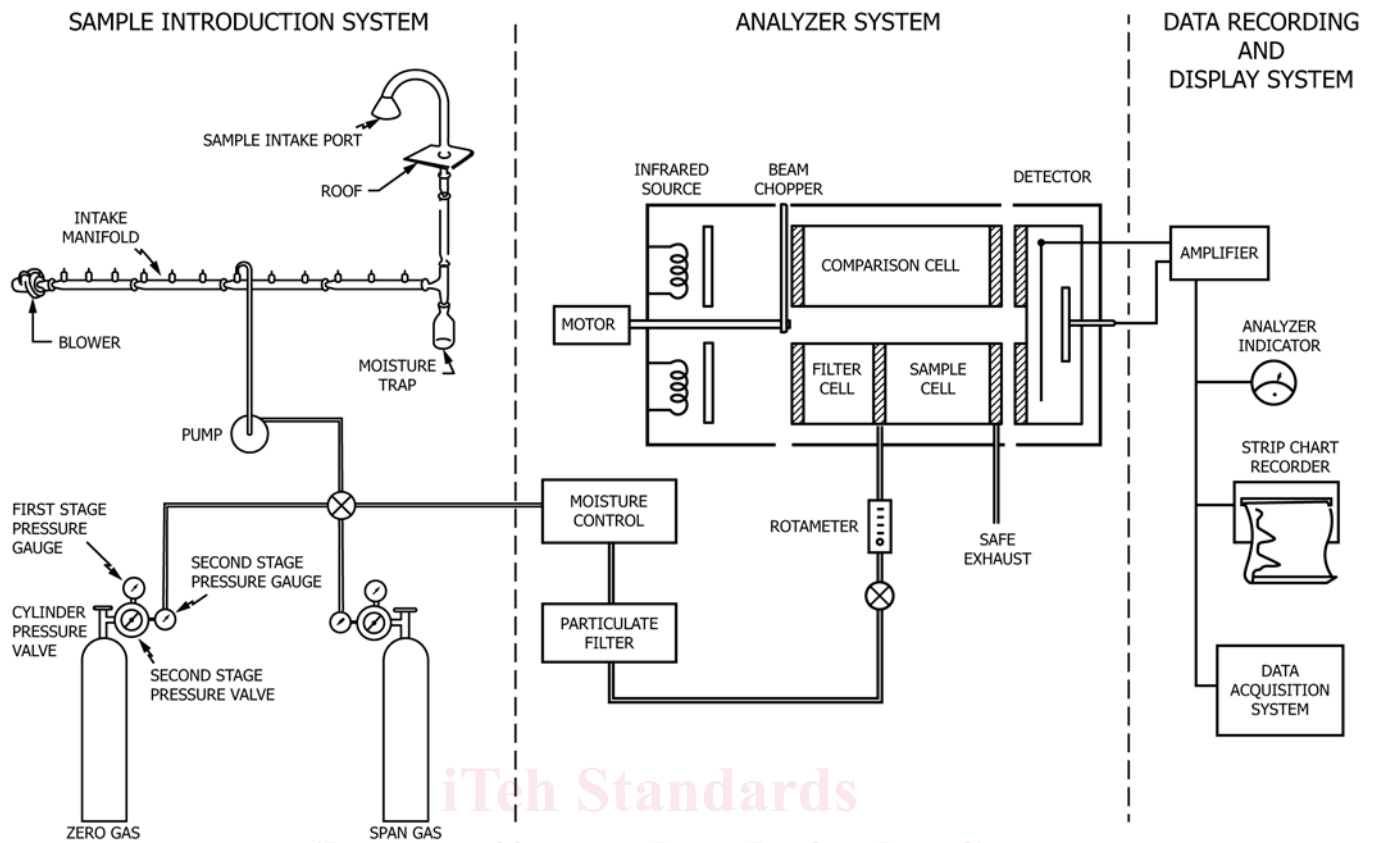 SAMPLE INTRODUCTION SYSTEM
ANALYZER SYSTEM
DATA RECORDING
AND
DISPLAY SYSTEM
SAMPLE INTAKE PORT
ROOF
INTAKE
MANIFOLD
BLOWER
MOISTURE
TRAP
PUMP
FIRST STAGE
PRESSURE
GAUGE
SECOND STAGE
PRESSURE GAUGE
CYLINDER
PRESSURE
VALVE
SECOND STAGE
PRESSURE VALVE
ZERO GAS
SPAN GAS
INFRARED
SOURCE
BEAM
CHOPPER
DETECTOR
COMPARISON CELL
MOTOR
FILTER
CELL
SAMPLE
CELL
MOISTURE
CONTROL
ROTAMETER
SAFE
EXHAUST
PARTICULATE
FILTER
AMPLIFIER
ANALYZER
INDICATOR
STRIP CHART
RECORDER
DATA
ACQUISITION
SYSTEM
iTeh Standards